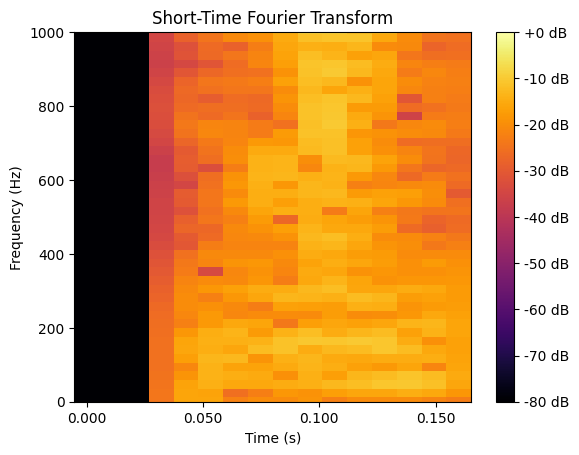 Short-Time Fourier Transform
1000
800
600
400
200
0
Frequency (Hz)
0.000
0.050
0.100
0.150
Time (s)
+0 dB
-10 dB
-20 dB
-30 dB
-40 dB
-50 dB
-60 dB
-70 dB
-80 dB